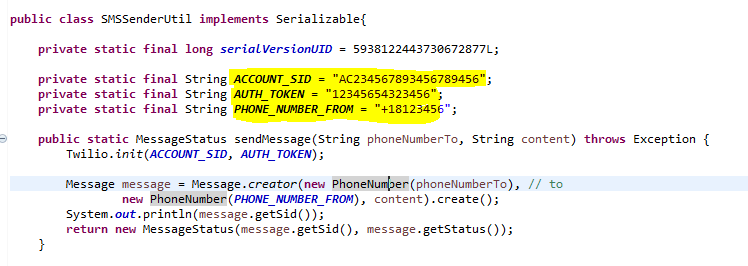 public class SMSSenderUtil implements Serializable{
private static final long serialVersionUID = 5938122443730672877L;
private static final String ACCOUNT_SID = "AC234567893456789456";
private static final String AUTH_TOKEN = "12345654323456";
private static final String PHONE_NUMBER_FROM = "+18123456";
public static MessageStatus sendMessage(String phoneNumberTo, String content) throws Exception {
Twilio.init(ACCOUNT_SID, AUTH_TOKEN);
Message message = Message.creator(new PhoneNumber(phoneNumberTo), // to
new PhoneNumber(PHONE_NUMBER_FROM), content).create();
System.out.println(message.getSid());
return new MessageStatus(message.getSid(), message.getStatus());
}